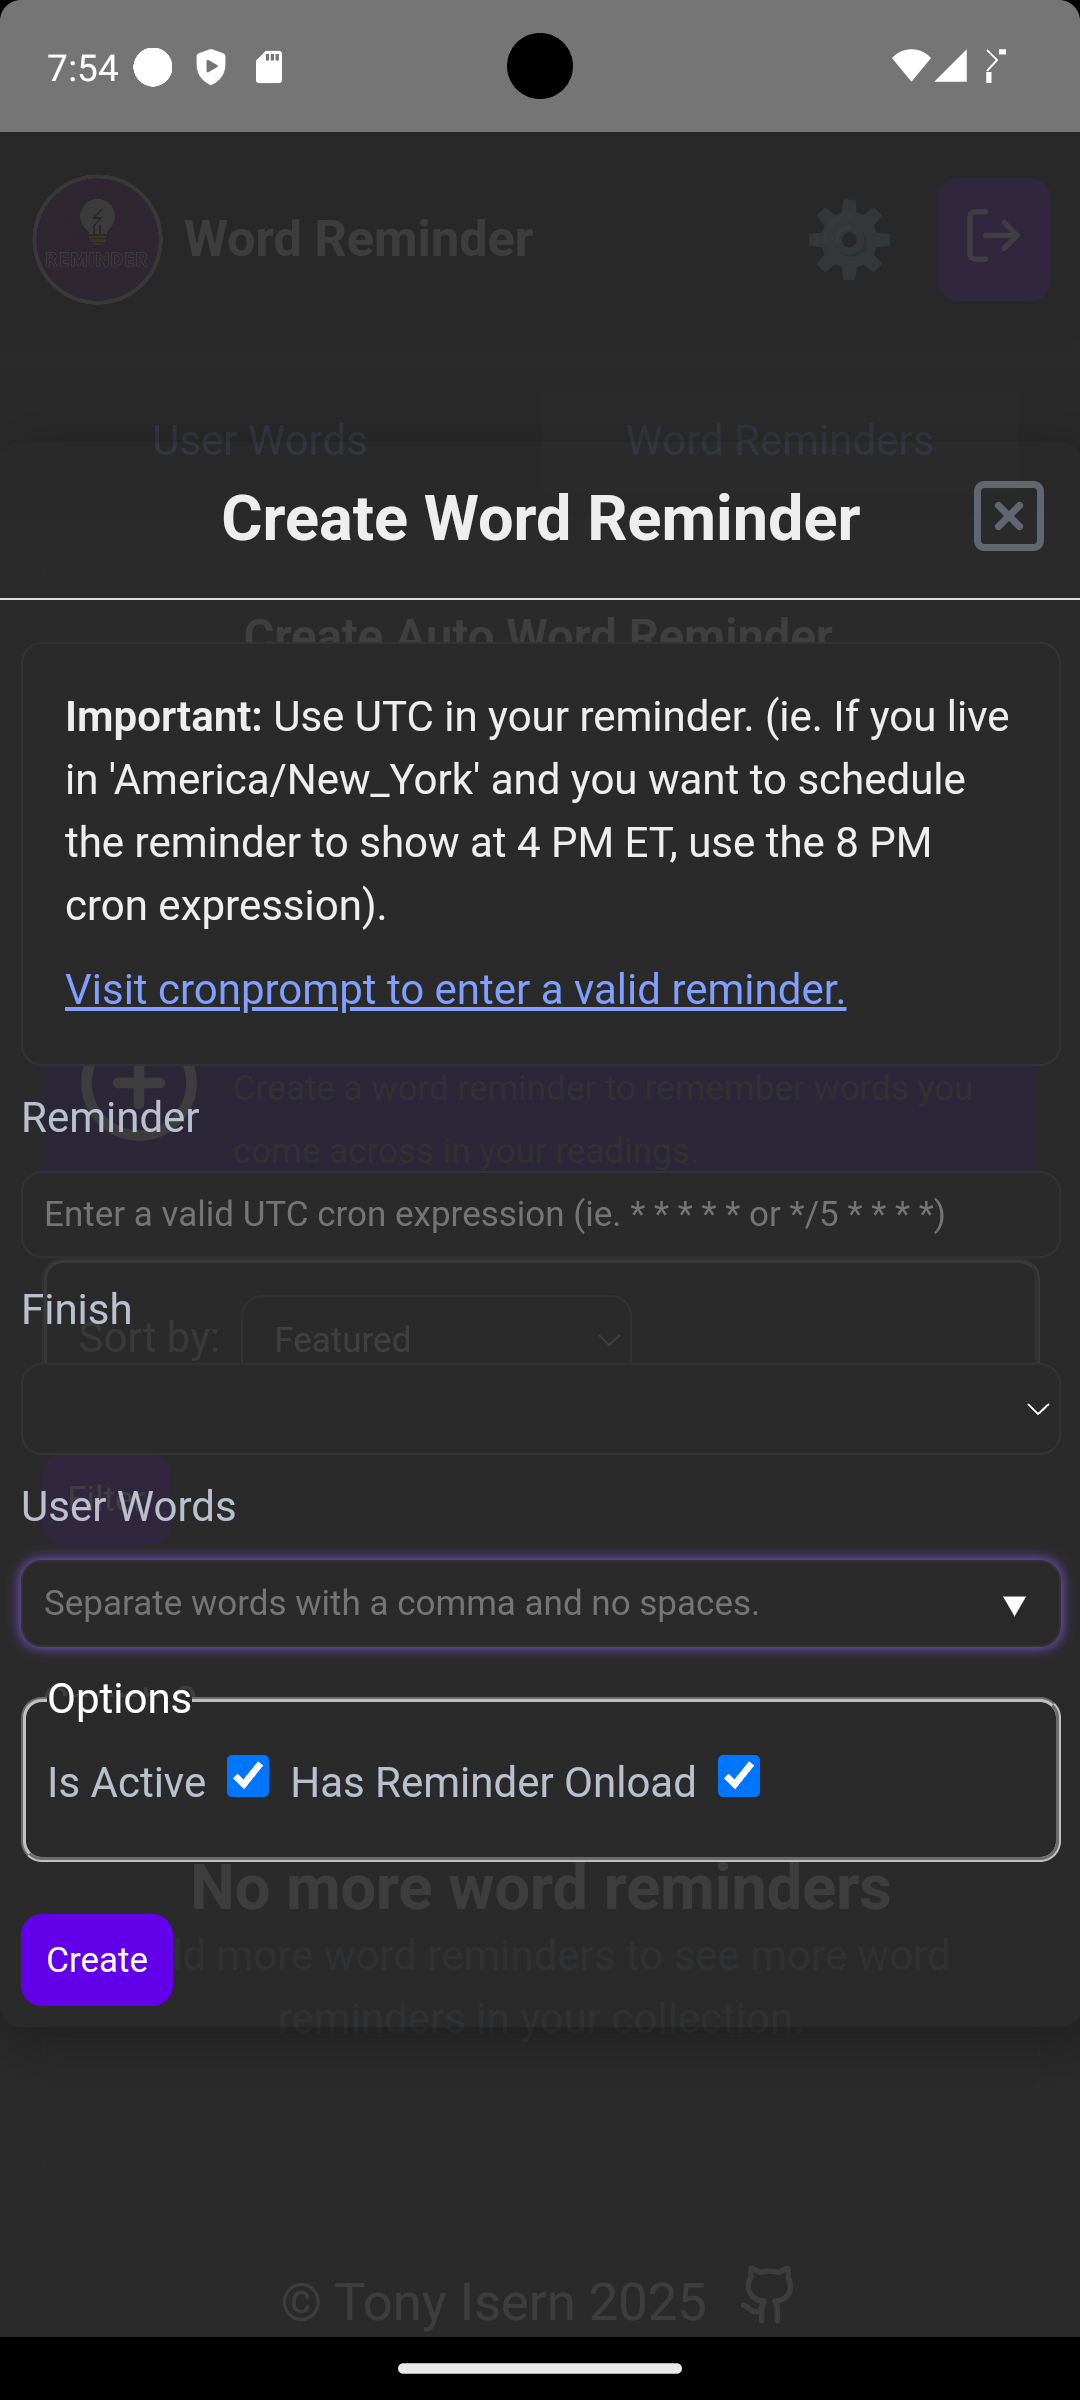 7:54
REMINDER
Word Reminder
User Words
Word Reminders
Create Word Reminder
Create Auto Word Reminder
Important: Use UTC in your reminder. (ie. If you live
in 'America/New_York' and you want to schedule
the reminder to show at 4 PM ET, use the 8 PM
cron expression).
Visit cronprompt to enter a valid reminder.
Create a word reminder to remember words you
come across in your readings.
Reminder
Enter a valid UTC cron expression (ie. * * * * * or */5 * * * *)
Finish
Sort by:
Featured
Filter
User Words
Separate words with a comma and no spaces.
Options
Is Active
Has Reminder Onload
No more word reminders
Create
more word reminders to see more word
reminders in your collection.
© Tony Isern 2025